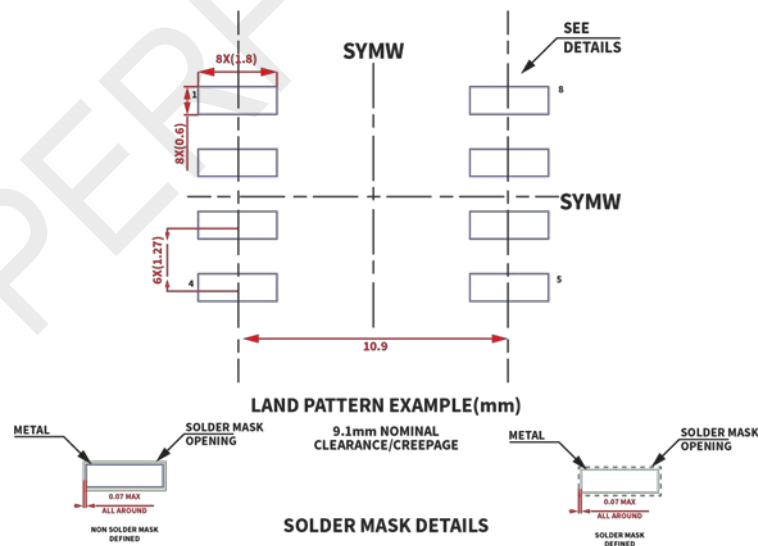 SEE
DETAILS
SYMW
8X(1.8)
1
8
8X(0.6)
SYMW
6X(1.27)
4
5
10.9
LAND PATTERN EXAMPLE(mm)
9.1mm NOMINAL
CLEARANCE/CREEPAGE
METAL
SOLDER MASK
OPENING
0.07 MAX
ALL AROUND
NON SOLDER MASK
DEFINED
METAL
SOLDER MASK
OPENING
0.07 MAX
ALL AROUND
SOLDER MASK
DEFINED
SOLDER MASK DETAILS